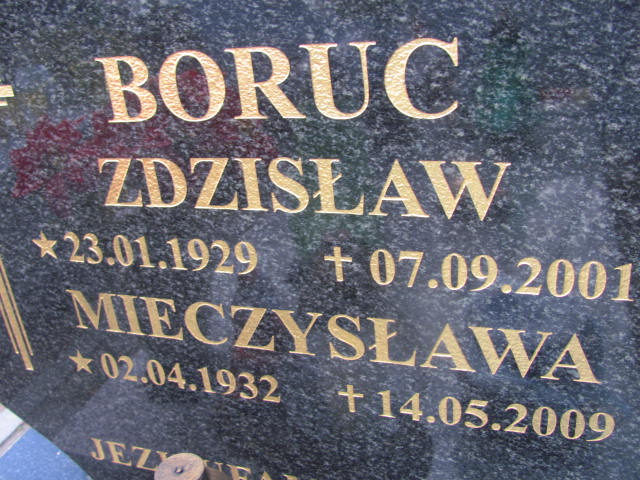 BORUC
ZDZISŁAW
★23.01.1929 ✝07.09.2001
MIECZYSŁAWA
★02.04.1932 ✝14.05.2009